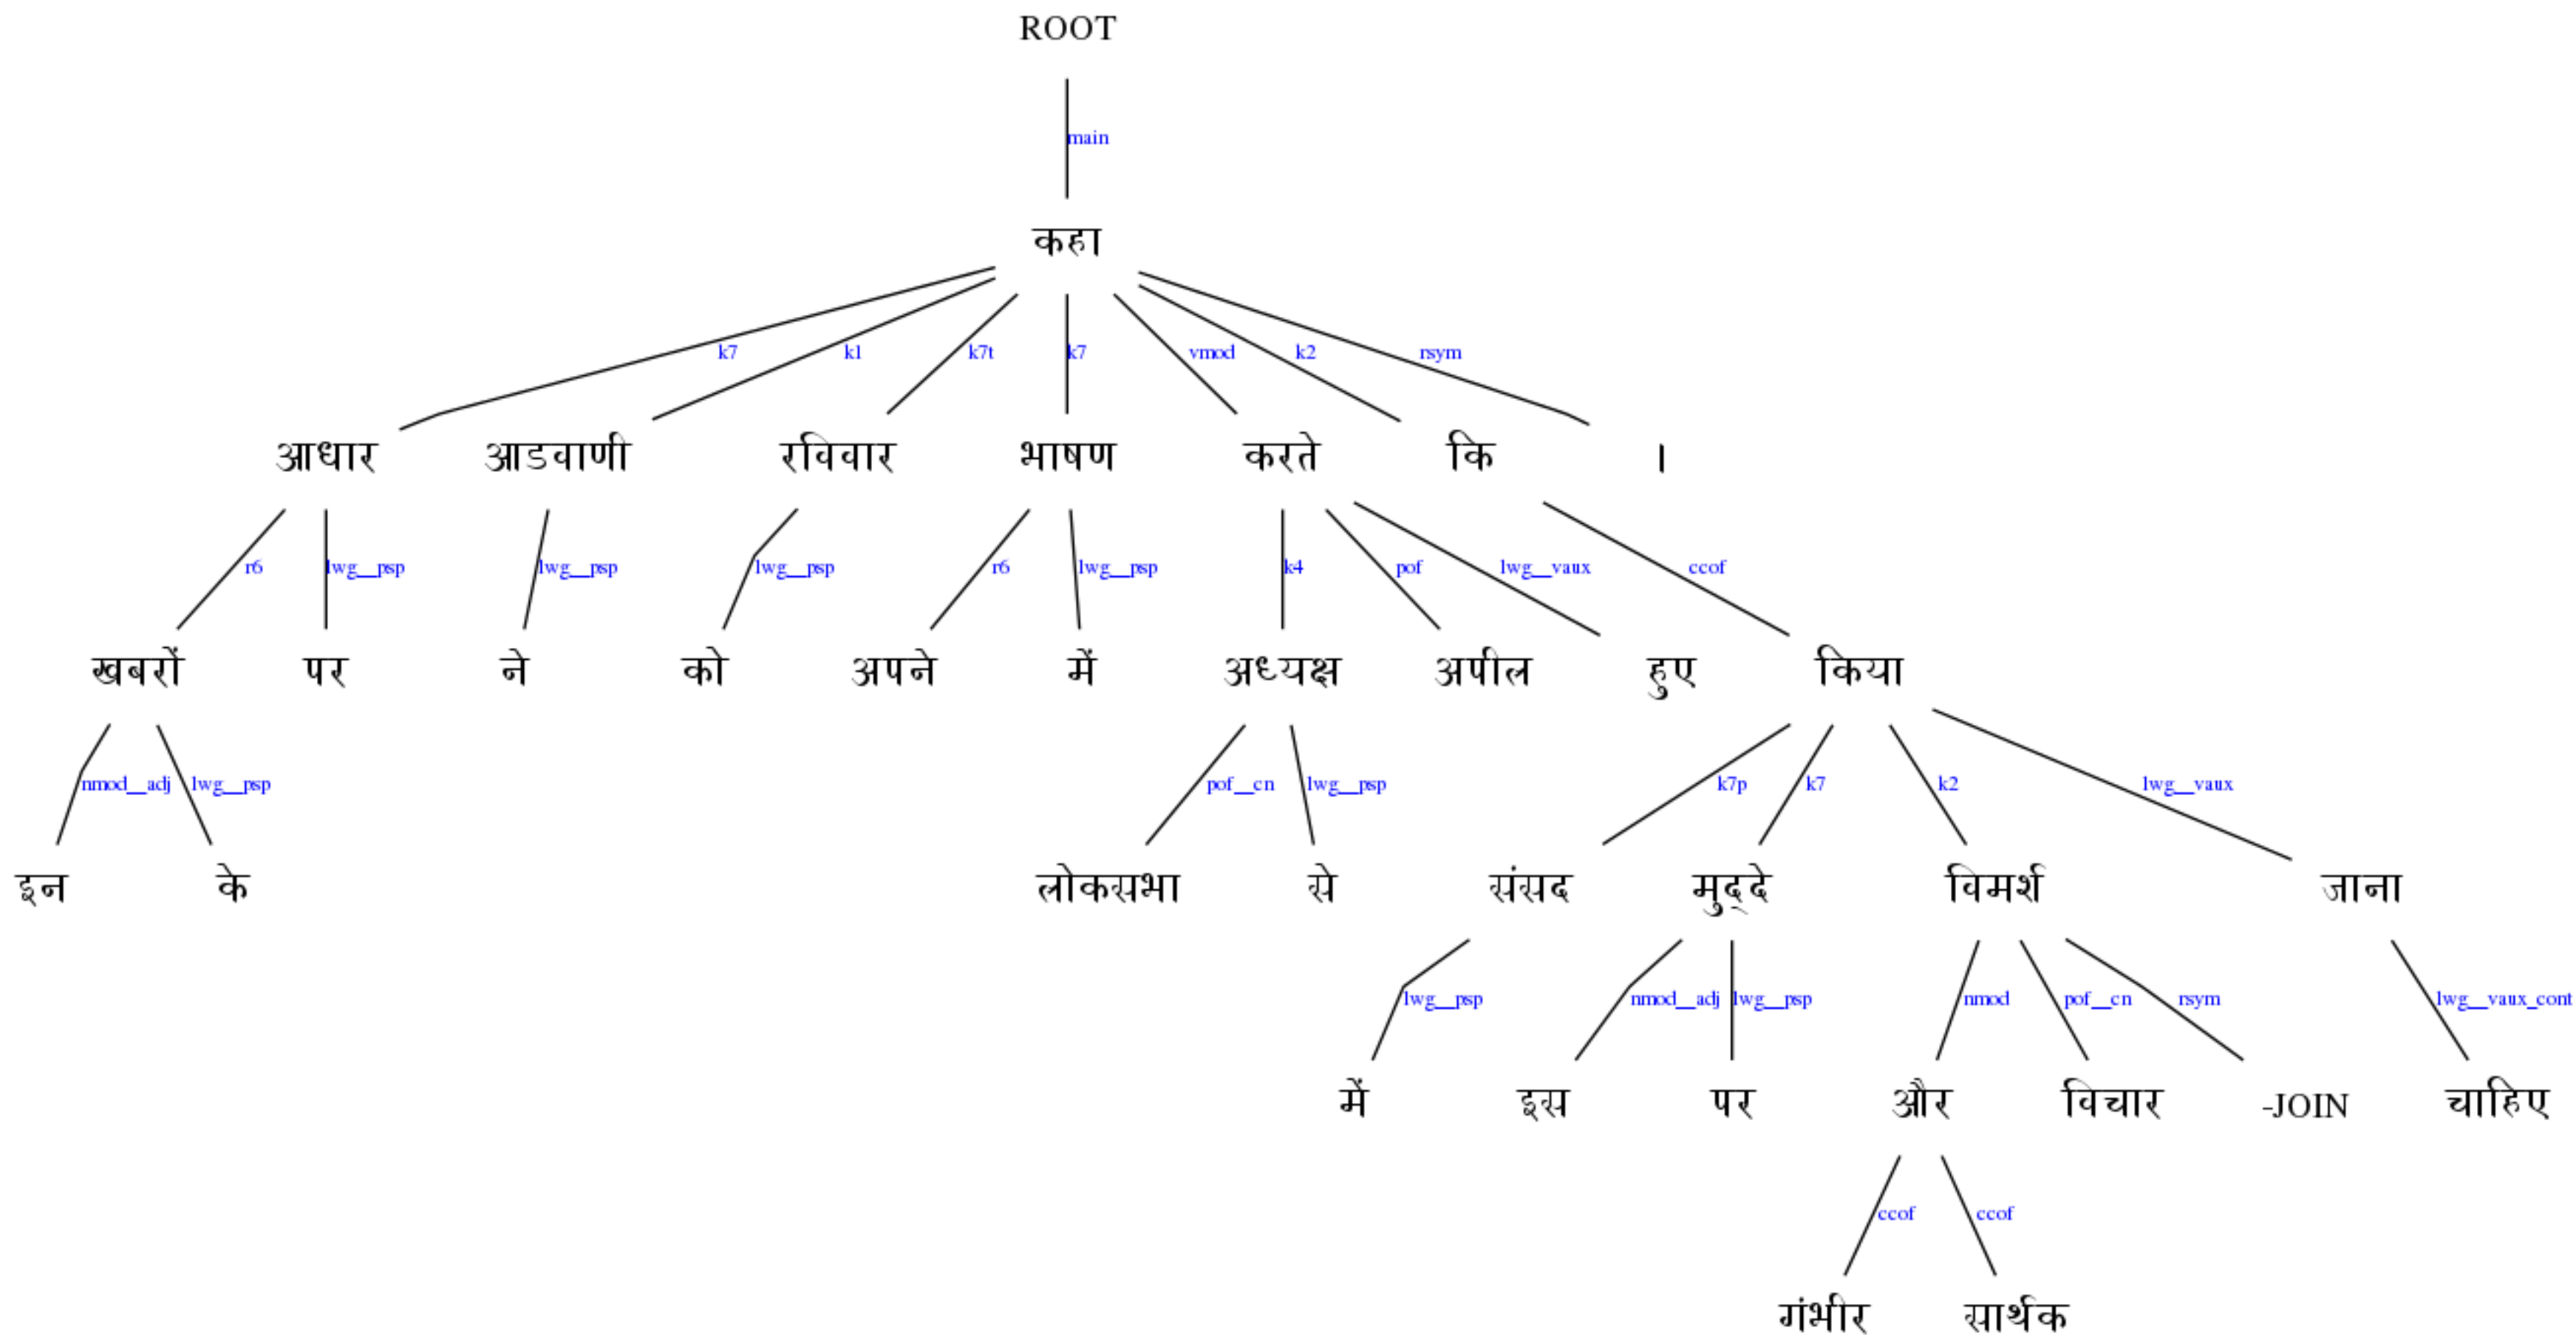 ROOT
main
कहा
k7 k1 k7t k7 vmod k2 rsym
आधार आडवाणी रविवार भाषण करते कि ।
r6 lwg__psp lwg__psp lwg__psp r6 lwg__psp k4 pof lwg__vaux ccof
खबरों पर ने को अपने में अध्यक्ष अपील हुए किया
nmod__adj lwg__psp pof__cn lwg__psp k7p k7 k2 lwg__vaux
इन के लोकसभा से संसद मुद्दे विमर्श जाना
lwg__psp nmod__adj lwg__psp nmod pof__cn rsym lwg__vaux_cont
में इस पर और विचार -JOIN चाहिए
ccof ccof
गंभीर सार्थक